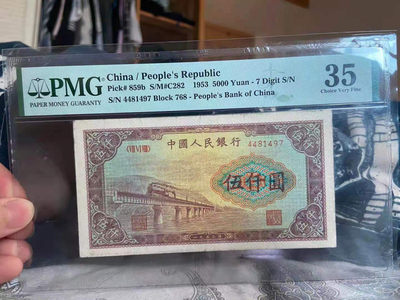 PMG
PAPER MONEY GUARANTY
China / People's Republic
Pick# 859b S/M#C282 1953 5000 Yuan - 7 Digit S/N
S/N 4481497 Block 768 - People's Bank of China
35
Choice Very Fine
中國人民銀行
4481497
伍仟圓